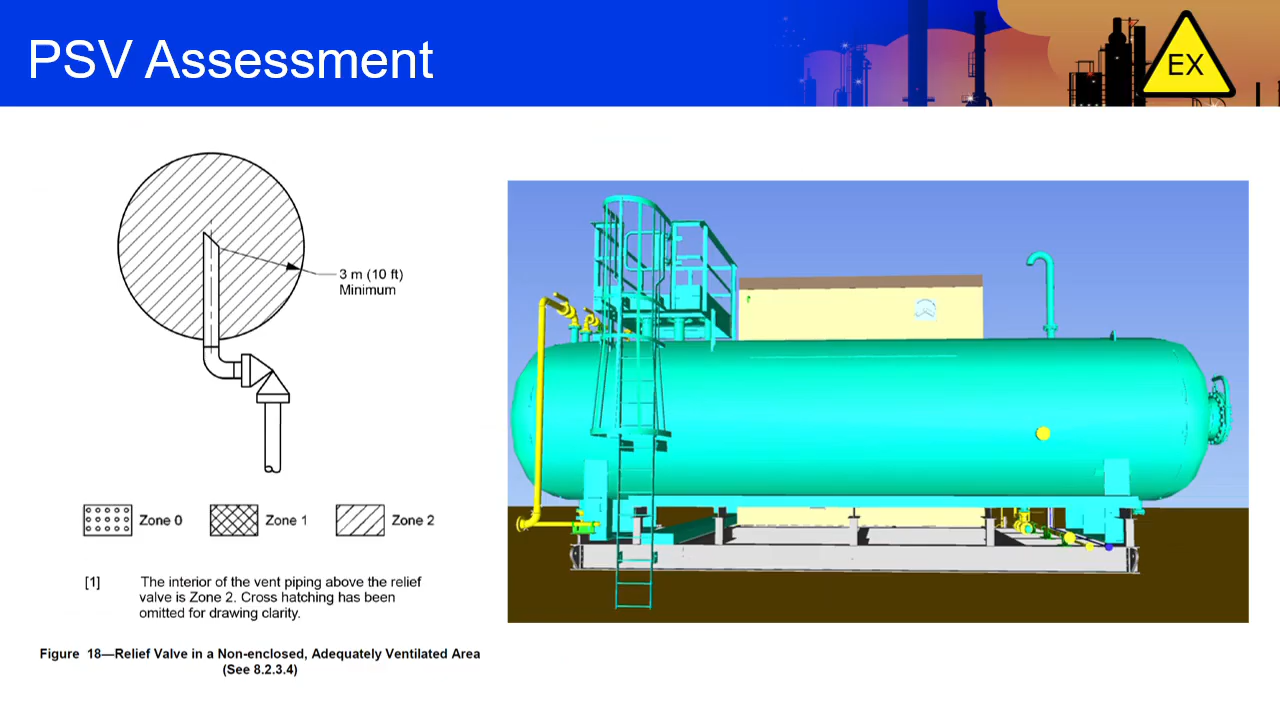 PSV Assessment
EX
3 m (10 ft)
Minimum
Zone 0
Zone 1
Zone 2
[1] The interior of the vent piping above the relief
valve is Zone 2. Cross hatching has been
omitted for drawing clarity.
Figure 18—Relief Valve in a Non-enclosed, Adequately Ventilated Area
(See 8.2.3.4)